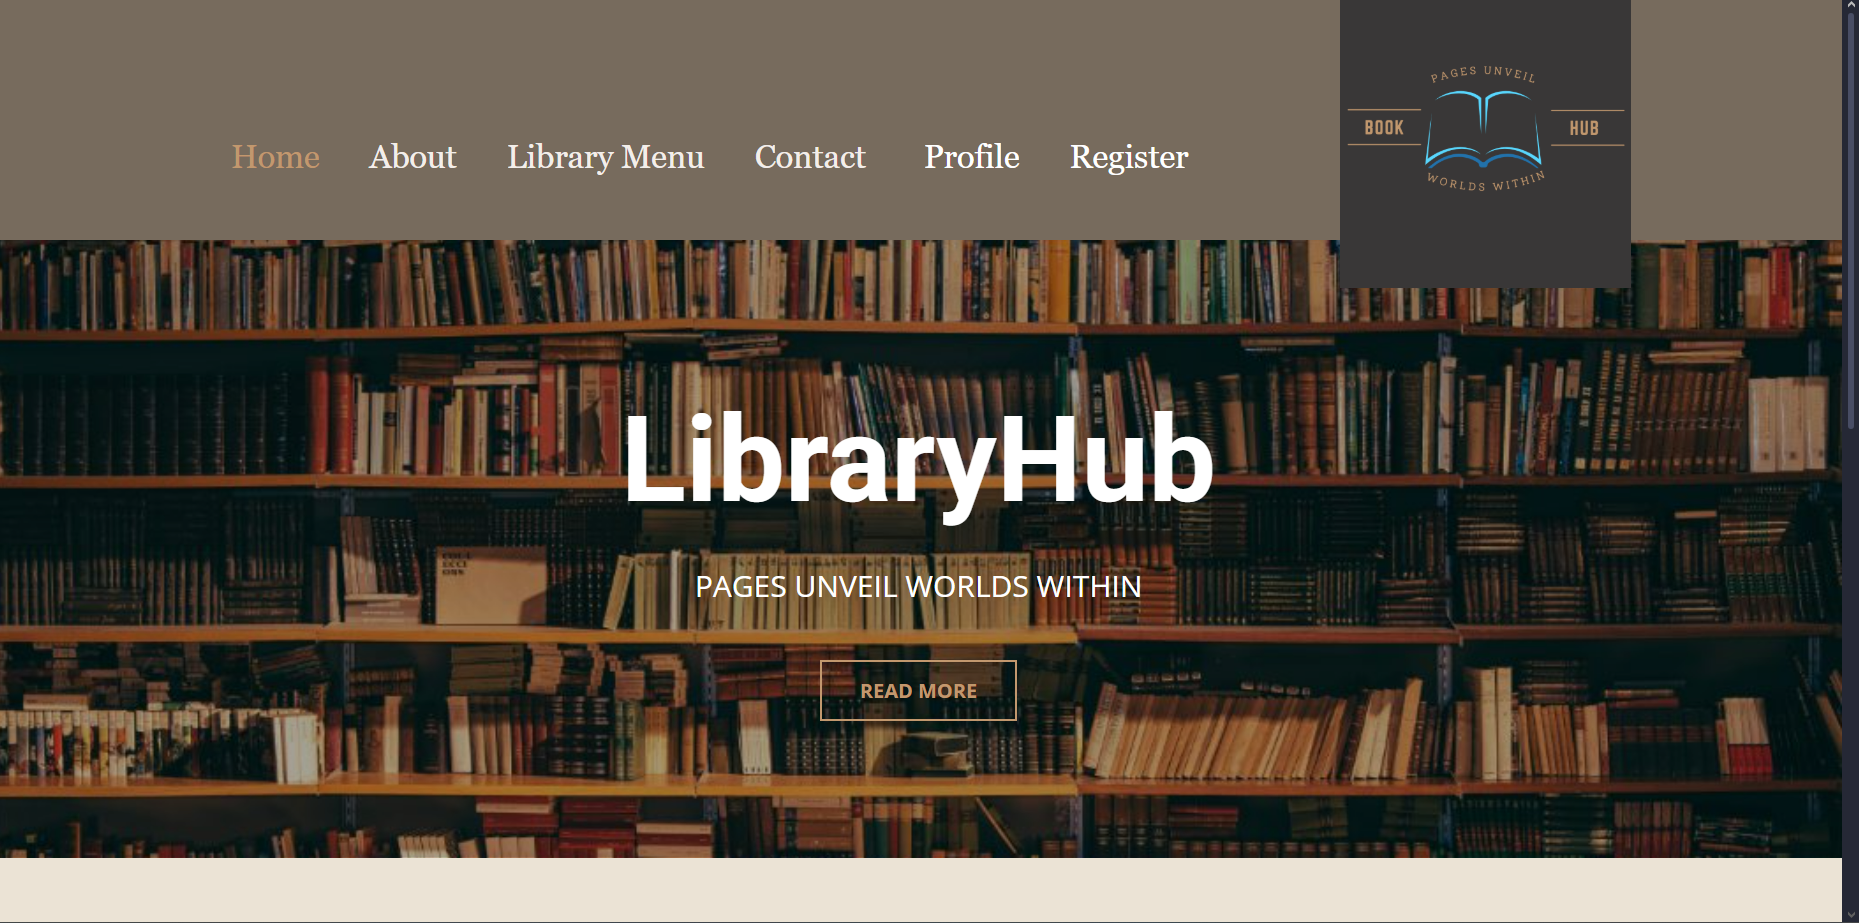 Home About Library Menu Contact Profile Register
PAGES UNVEIL
BOOK HUB
WORLDS WITHIN
LibraryHub
PAGES UNVEIL WORLDS WITHIN
READ MORE